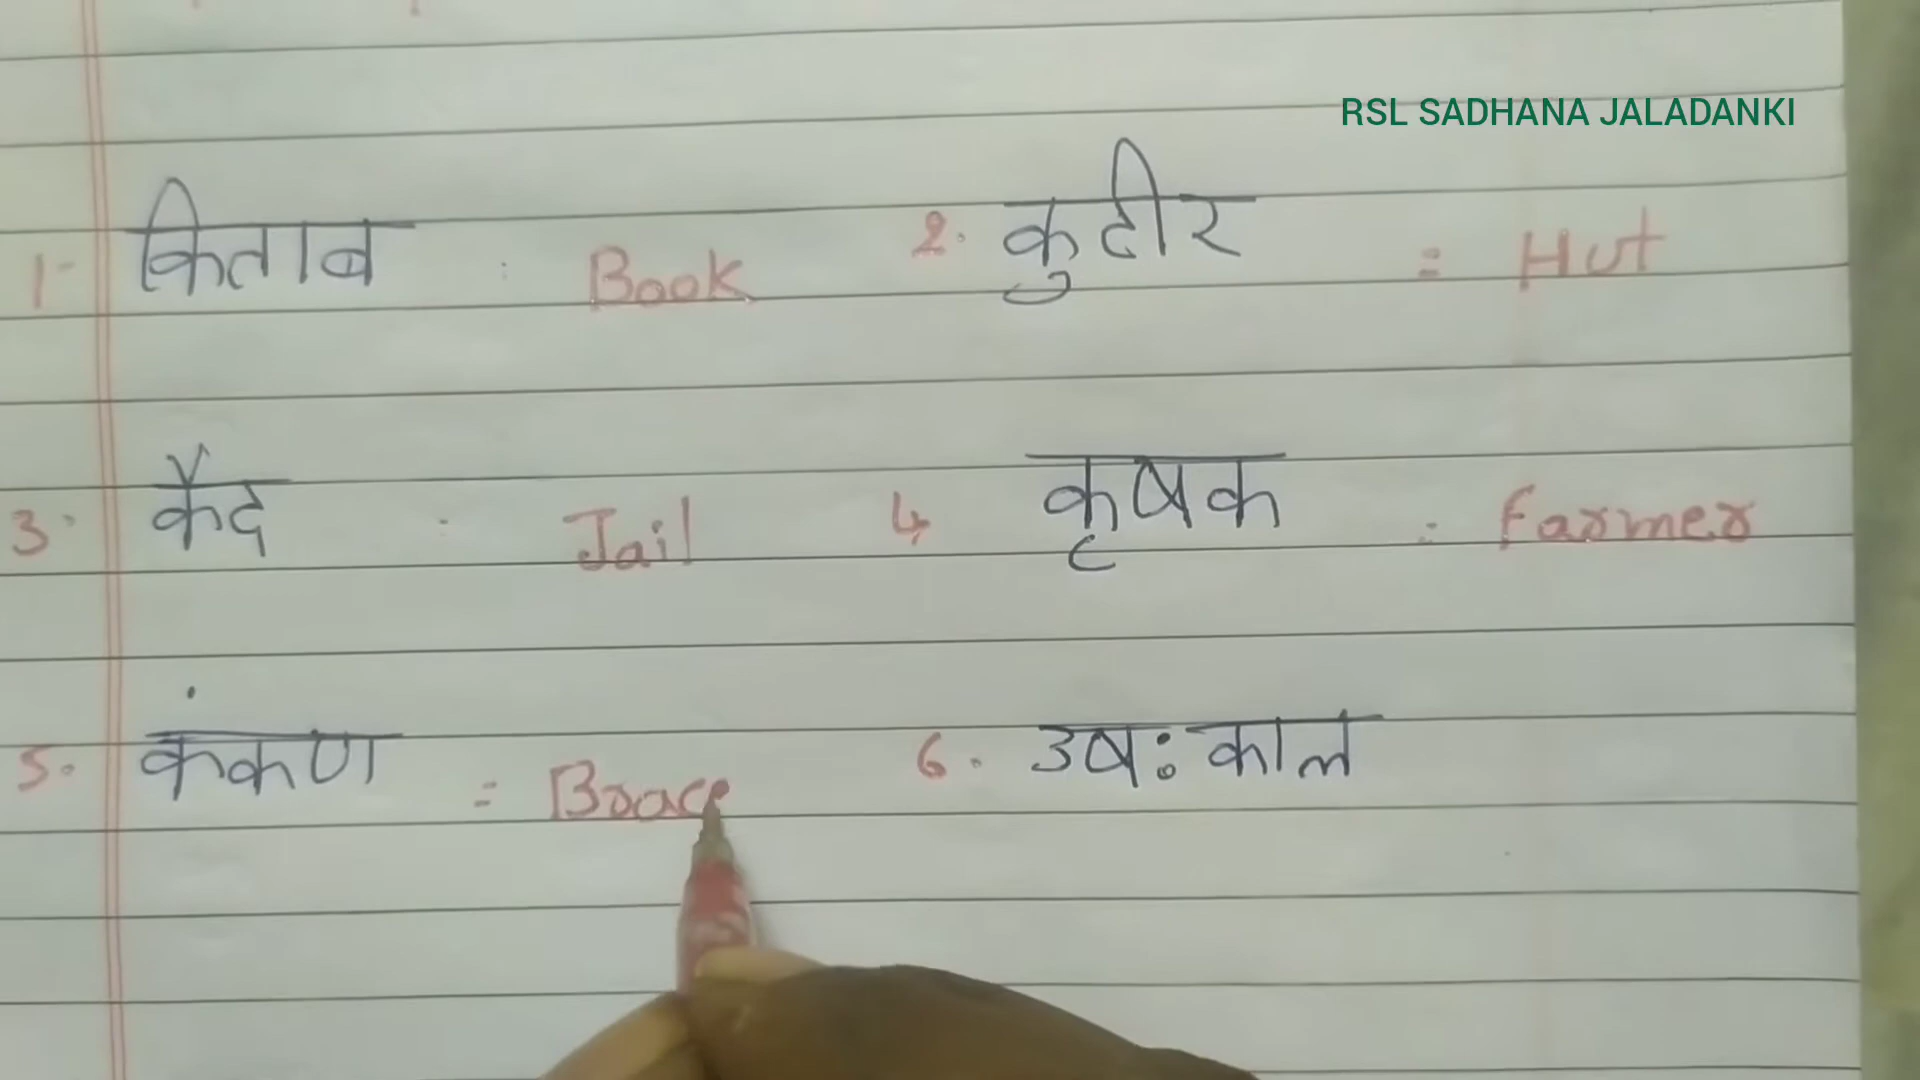 RSL SADHANA JALADANKI
1. किताब : Book 2. कुटीर = Hut
3. कैद : Jail 4 कृषक : Farmer
5. कंकण = Brace 6. उषः काल